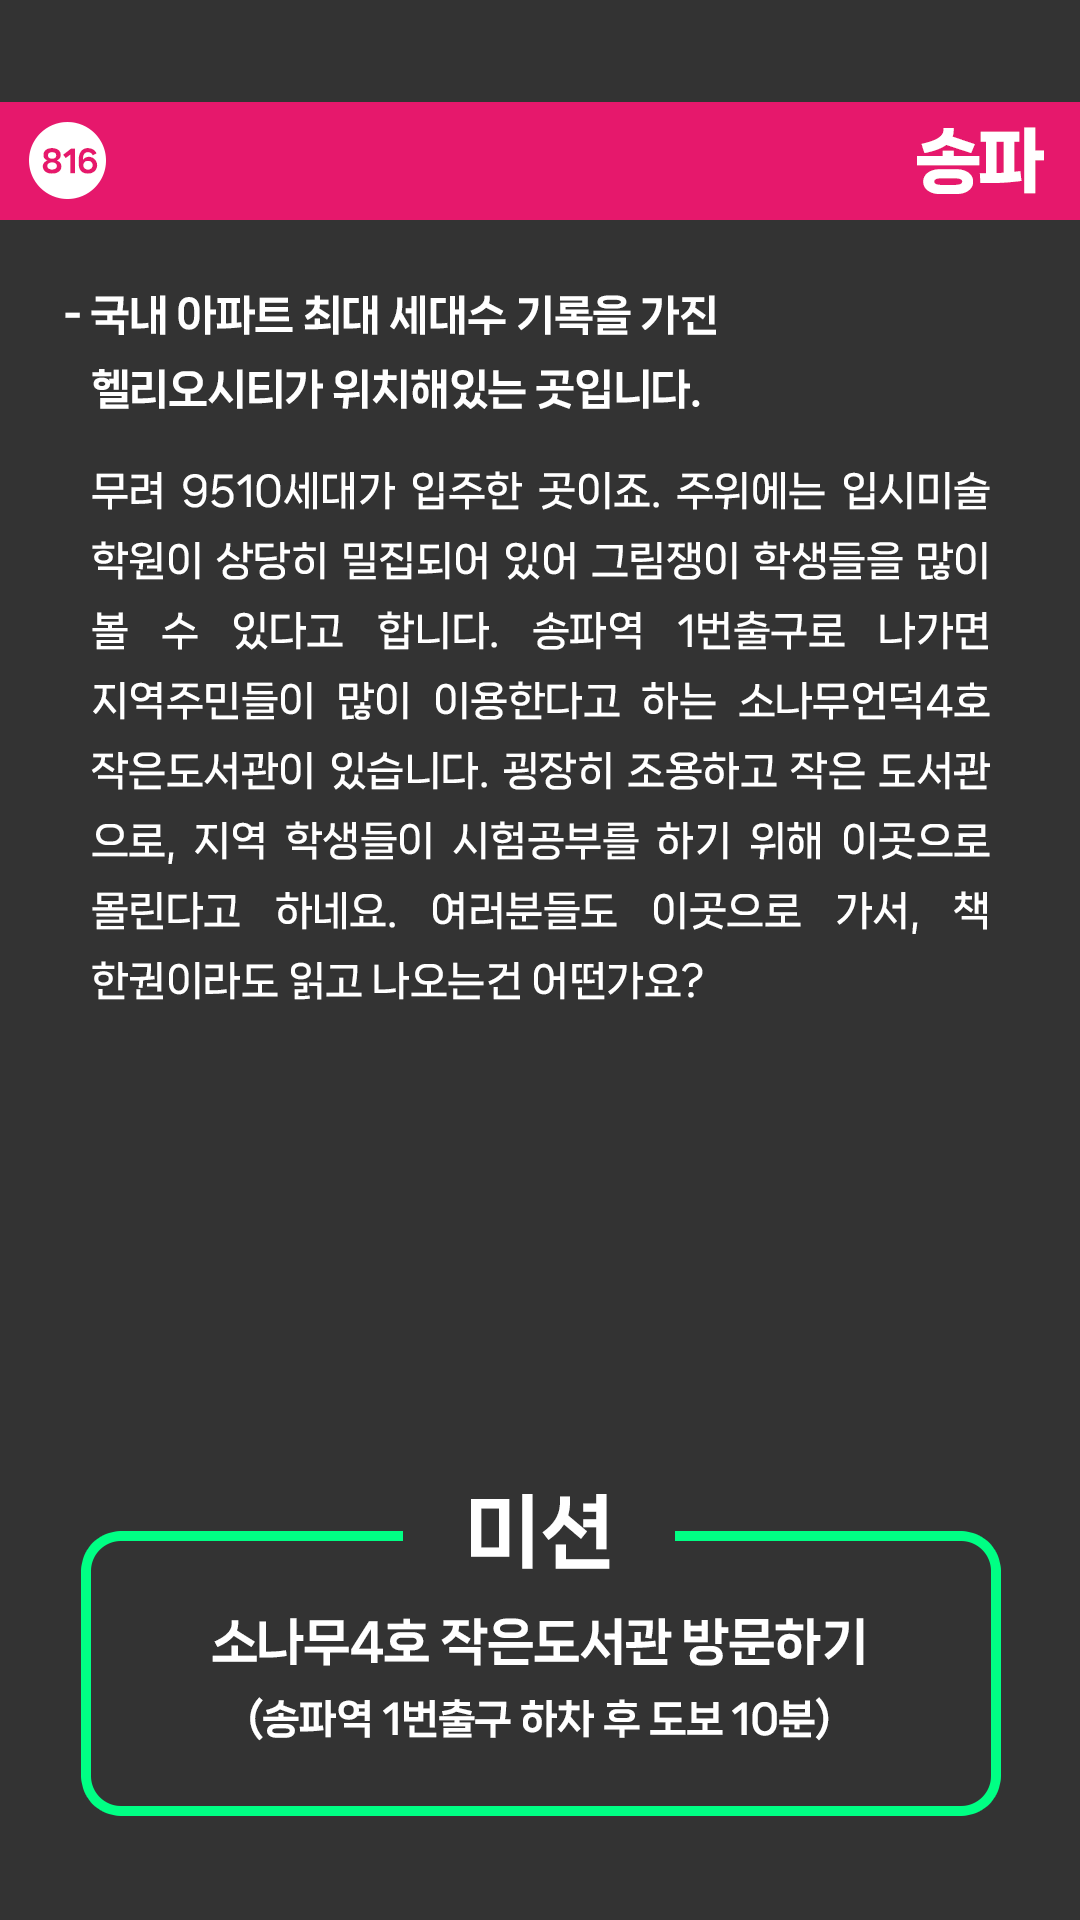 816
송파
- 국내 아파트 최대 세대수 기록을 가진
헬리오시티가 위치해있는 곳입니다.
무려 9510세대가 입주한 곳이죠. 주위에는 입시미술
학원이 상당히 밀집되어 있어 그림쟁이 학생들을 많이
볼 수 있다고 합니다. 송파역 1번출구로 나가면
지역주민들이 많이 이용한다고 하는 소나무언덕4호
작은도서관이 있습니다. 굉장히 조용하고 작은 도서관
으로, 지역 학생들이 시험공부를 하기 위해 이곳으로
몰린다고 하네요. 여러분들도 이곳으로 가서, 책
한권이라도 읽고 나오는건 어떤가요?
미션
소나무4호 작은도서관 방문하기
(송파역 1번출구 하차 후 도보 10분)